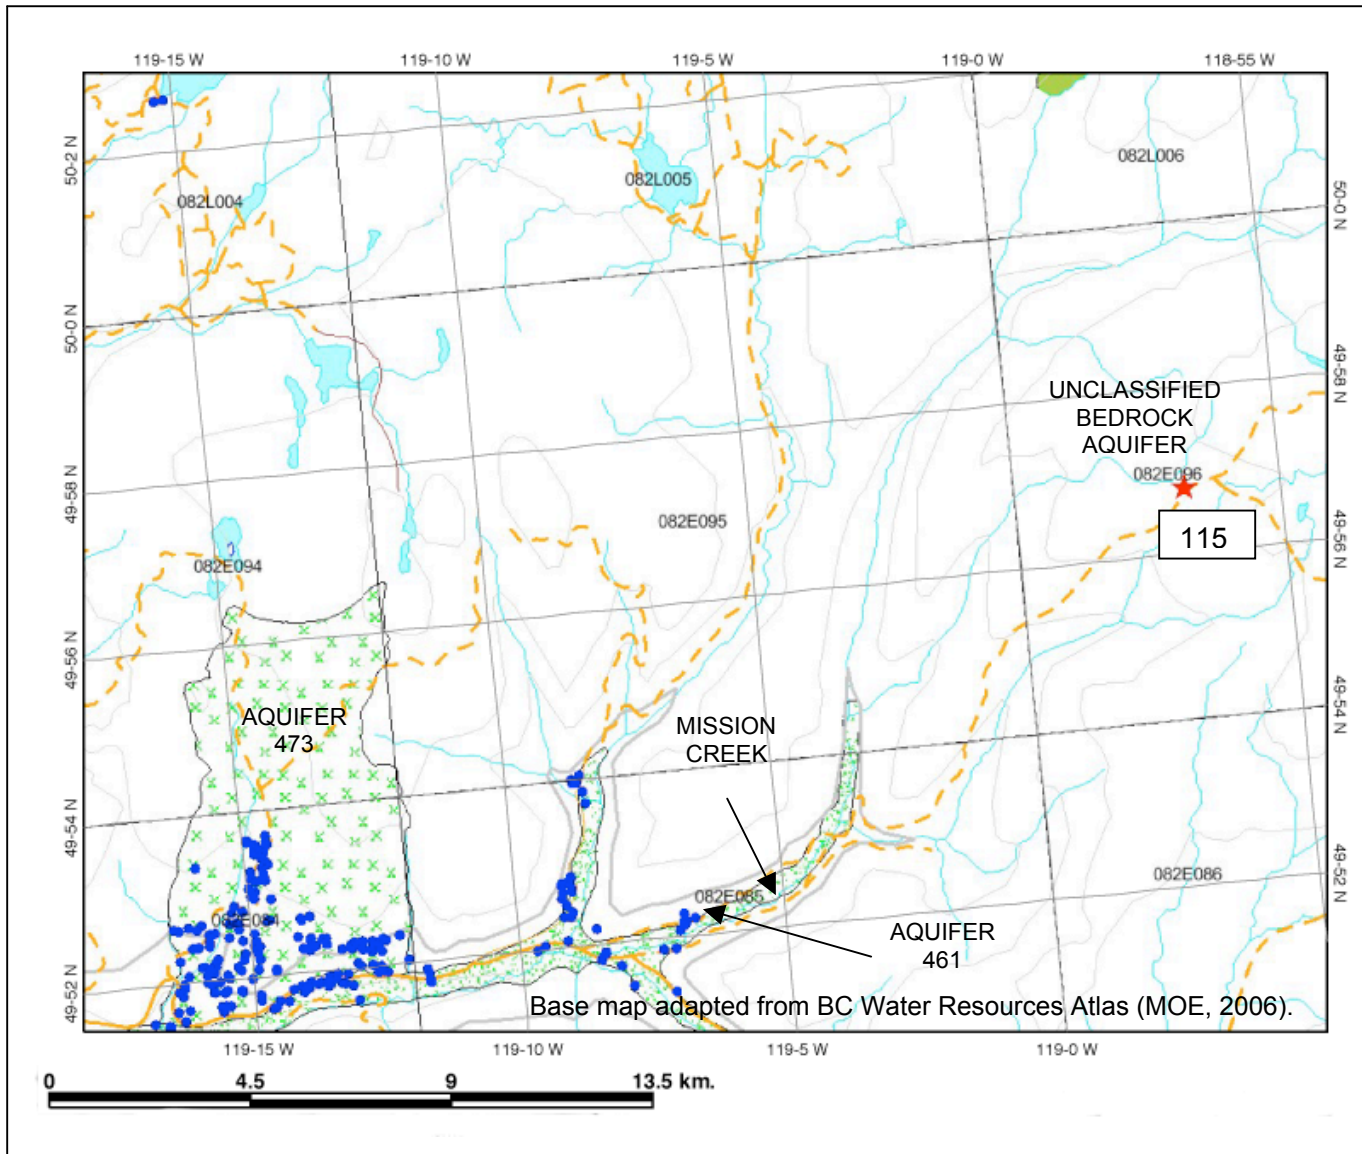 119-15 W
119-10 W
119-5 W
119-0 W
118-55 W
50-2 N
082L004
082L005
082L006
50-0 N
50-0 N
49-58 N
UNCLASSIFIED
BEDROCK
AQUIFER
082E096
115
49-58 N
082E095
49-56 N
082E094
49-56 N
49-54 N
AQUIFER
473
MISSION
CREEK
49-54 N
49-52 N
082E086
082E085
082E084
AQUIFER
461
49-52 N
Base map adapted from BC Water Resources Atlas (MOE, 2006).
119-15 W
119-10 W
119-5 W
119-0 W
0
4.5
9
13.5 km.